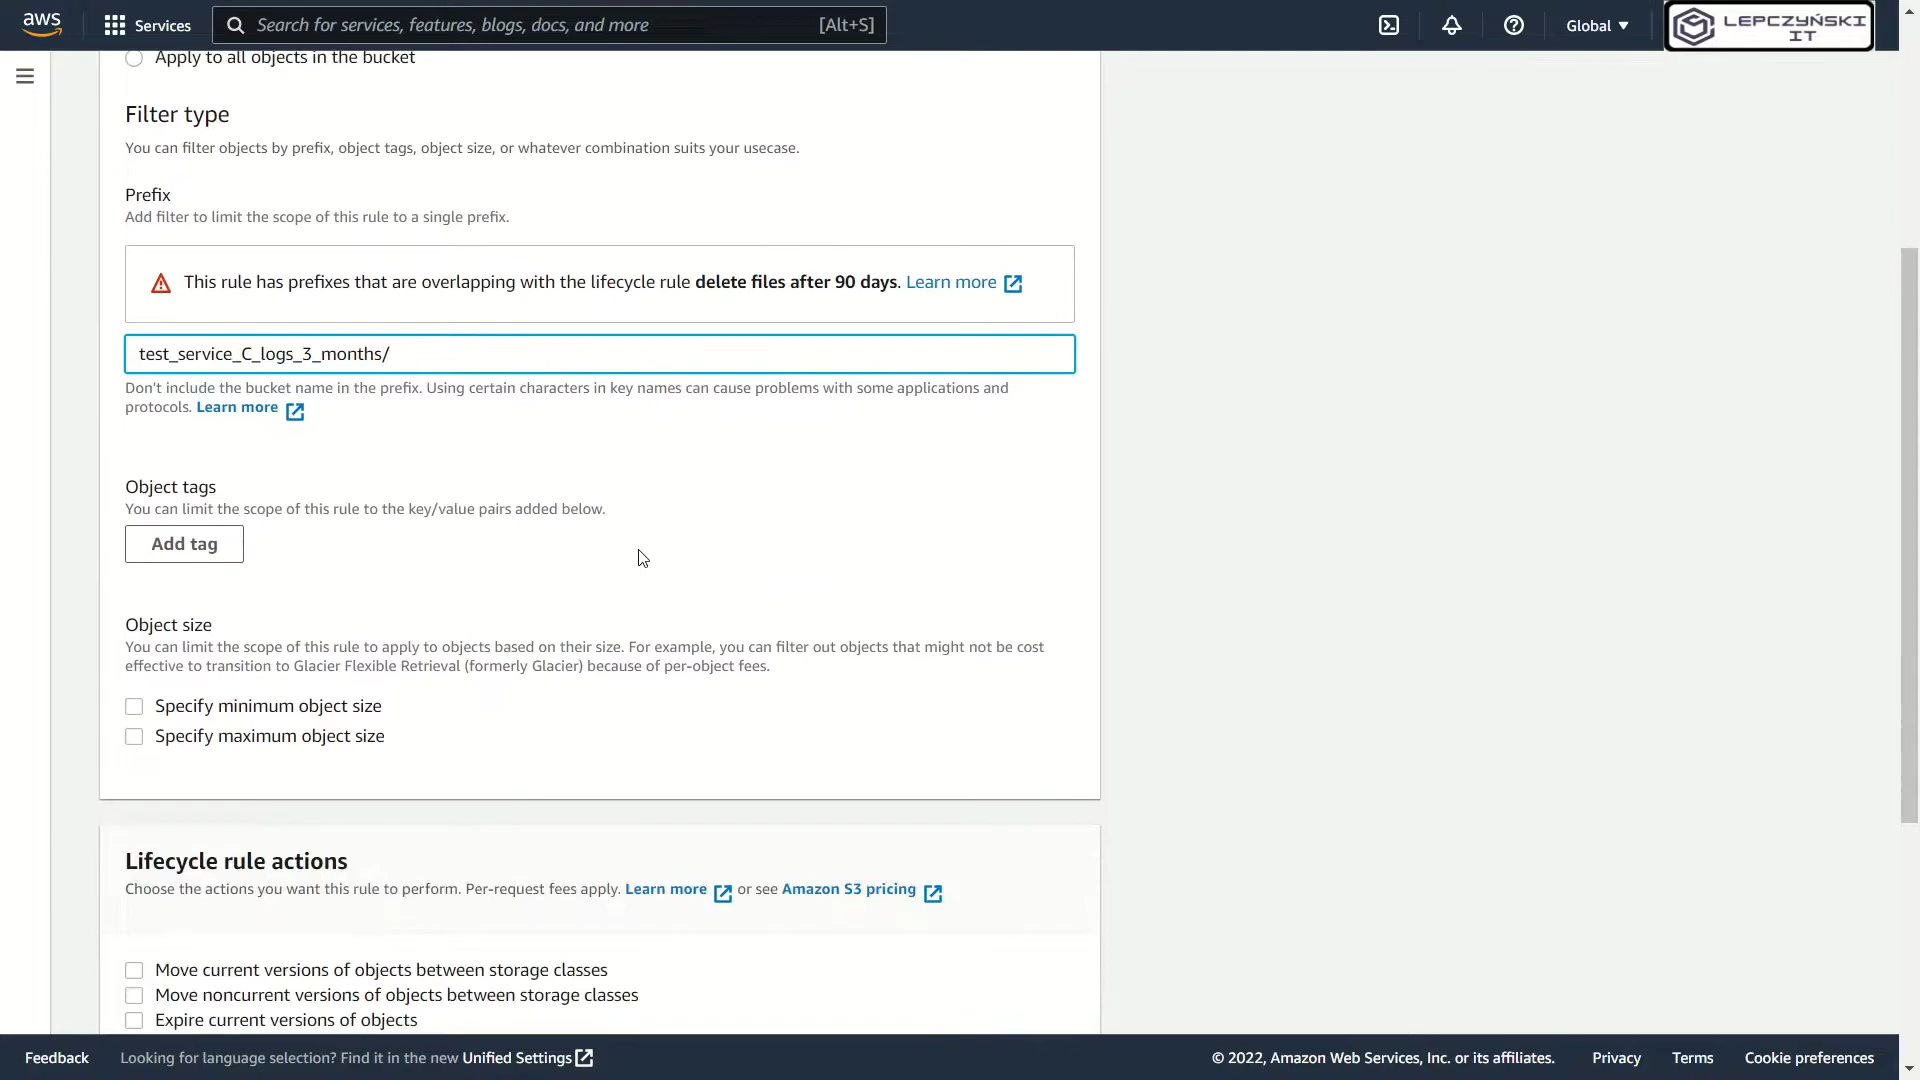 aws
Services
Search for services, features, blogs, docs, and more
[Alt+S]
Global
LEPCZYŃSKI
IT
Apply to all objects in the bucket
Filter type
You can filter objects by prefix, object tags, object size, or whatever combination suits your usecase.
Prefix
Add filter to limit the scope of this rule to a single prefix.
This rule has prefixes that are overlapping with the lifecycle rule delete files after 90 days. Learn more
test_service_C_logs_3_months/
Don't include the bucket name in the prefix. Using certain characters in key names can cause problems with some applications and
protocols. Learn more
Object tags
You can limit the scope of this rule to the key/value pairs added below.
Add tag
Object size
You can limit the scope of this rule to apply to objects based on their size. For example, you can filter out objects that might not be cost
effective to transition to Glacier Flexible Retrieval (formerly Glacier) because of per-object fees.
Specify minimum object size
Specify maximum object size
Lifecycle rule actions
Choose the actions you want this rule to perform. Per-request fees apply. Learn more or see Amazon S3 pricing
Move current versions of objects between storage classes
Move noncurrent versions of objects between storage classes
Expire current versions of objects
Feedback
Looking for language selection? Find it in the new Unified Settings
© 2022, Amazon Web Services, Inc. or its affiliates.
Privacy
Terms
Cookie preferences